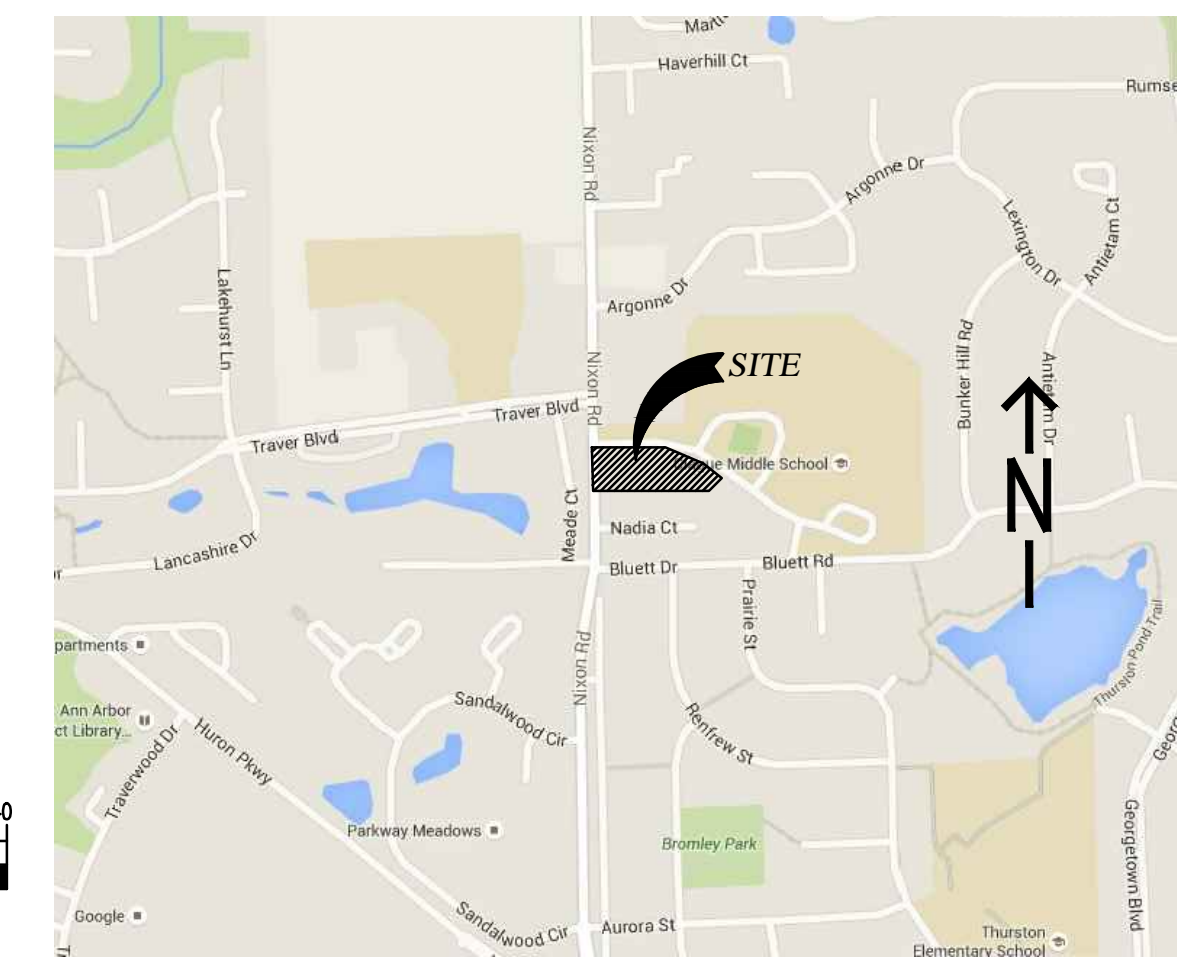 Haverhill Ct
Nixon Rd
Argonne Dr
Lexington Dr
Antietam Ct
Lakehurst Ln
Argonne Dr
Bunker Hill Rd
Nixon Rd
SITE
Antietam Dr
Traver Blvd
Traver Blvd
Middle School
N
Meade Ct
Nadia Ct
Lancashire Dr
Bluett Dr
Bluett Rd
Prairie St
Thurston Pond Trail
Nixon Rd
Ann Arbor
ct Library...
Sandalwood Cir
Renfrew St
Huron Pkwy
Traverwood Dr
Parkway Meadows
Bromley Park
Georgetown Blvd
Google
Sandalwood Cir
Aurora St
Thurston
Elementary School